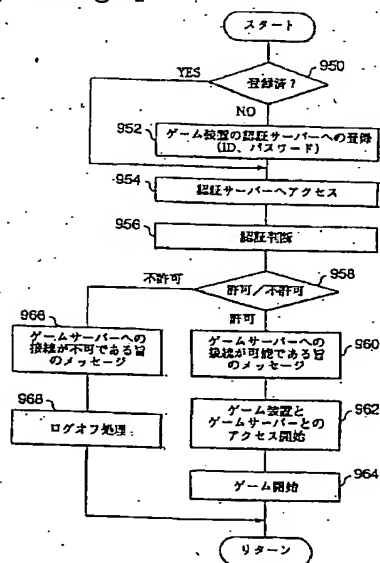 スタート
950
登録済?
YES
NO
952
ゲーム装置の認証サーバーへの登録
(ID、パスワード)
954
認証サーバーへアクセス
956
認証判断
958
許可/不許可
不許可
許可
966
ゲームサーバーへの
接続が不可である旨
のメッセージ
960
ゲームサーバーへの
接続が可能である旨
のメッセージ
968
ログオフ処理
962
ゲーム装置と
ゲームサーバーとの
アクセス開始
964
ゲーム開始
リターン